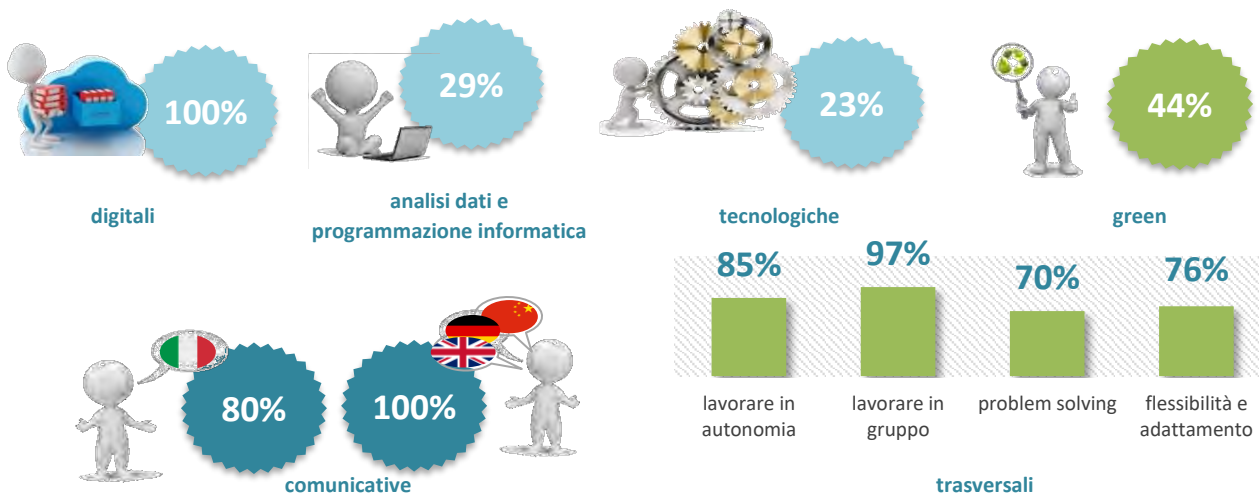 100%
29%
23%
44%
digitali
analisi dati e
programmazione informatica
tecnologiche
green
85%
97%
70%
76%
lavorare in
autonomia
lavorare in
gruppo
problem solving
flessibilità e
adattamento
trasversali
80%
100%
comunicative